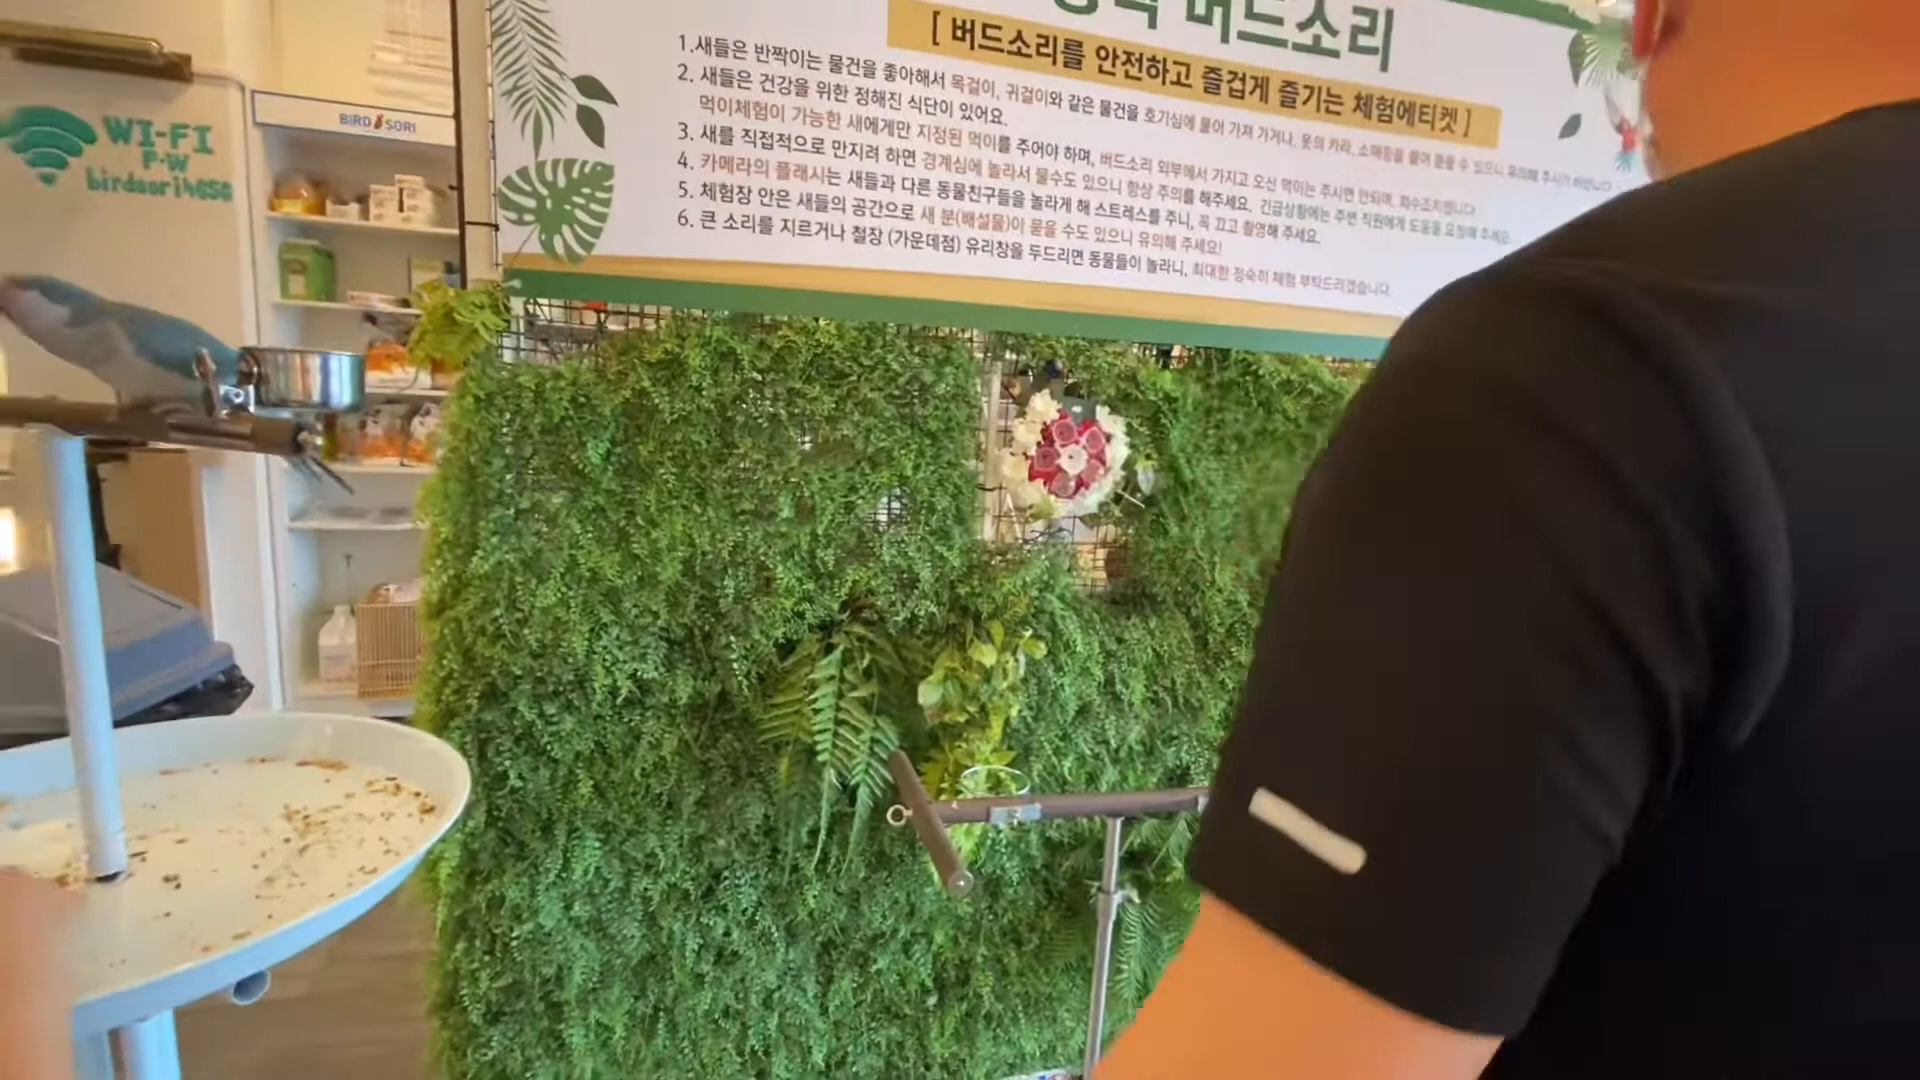 버드소리
[ 버드소리를 안전하고 즐겁게 즐기는 체험에티켓 ]
1.새들은 반짝이는 물건을 좋아해서 목걸이, 귀걸이와 같은 물건을 호기심에 물어 가져 가거나, 옷의 카라, 소매등을 물어 뜯을 수 있으니 유의해 주시기 바랍니다.
2. 새들은 건강을 위한 정해진 식단이 있어요.
먹이체험이 가능한 새에게만 지정된 먹이를 주어야 하며, 버드소리 외부에서 가지고 오신 먹이는 주시면 안되며, 회수조치됩니다.
3. 새를 직접적으로 만지려 하면 경계심에 놀라서 물수도 있으니 항상 주의를 해주세요. 긴급상황에는 주변 직원에게 도움을 요청해 주세요.
4. 카메라의 플래시는 새들과 다른 동물친구들을 놀라게 해 스트레스를 주니, 꼭 끄고 촬영해 주세요.
5. 체험장 안은 새들의 공간으로 새 분(배설물)이 묻을 수도 있으니 유의해 주세요!
6. 큰 소리를 지르거나 철장 (가운데점) 유리창을 두드리면 동물들이 놀라니, 최대한 정숙히 체험 부탁드리겠습니다.
BIRD SORI
WI-FI
P.W